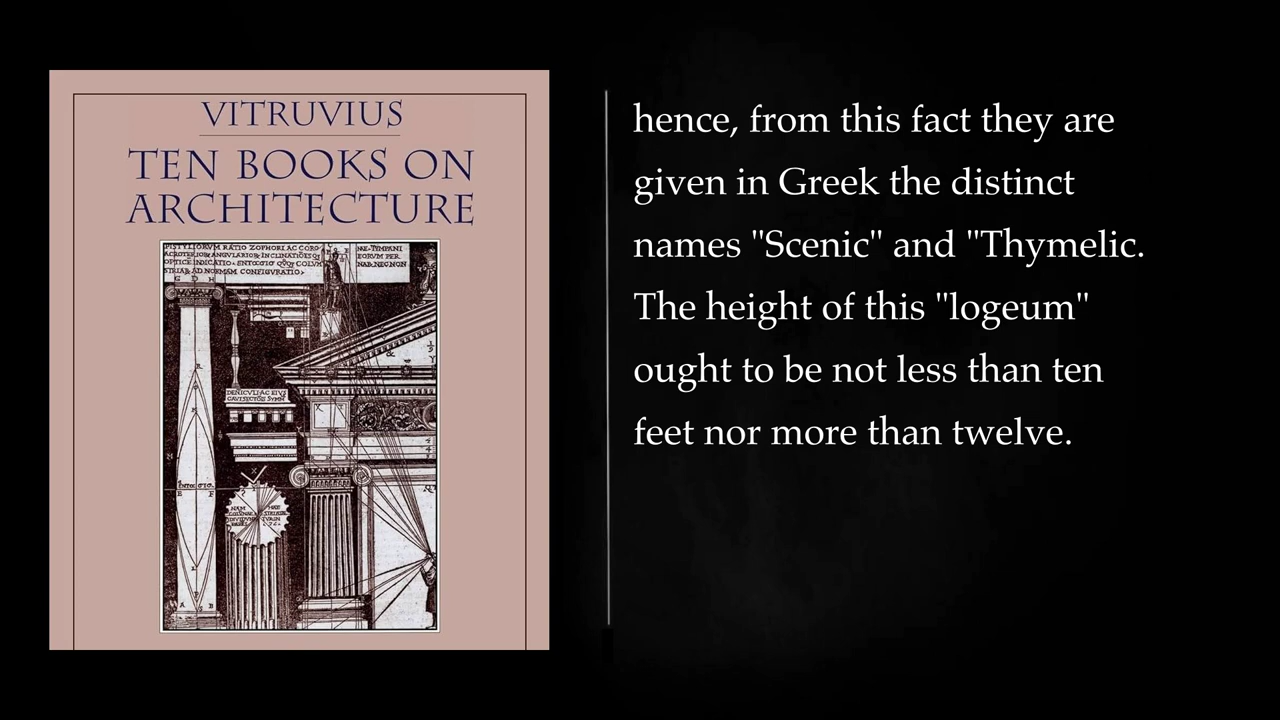 VITRUVIUS
TEN BOOKS ON
ARCHITECTURE
hence, from this fact they are
given in Greek the distinct
names "Scenic" and "Thymelic.
The height of this "logeum"
ought to be not less than ten
feet nor more than twelve.